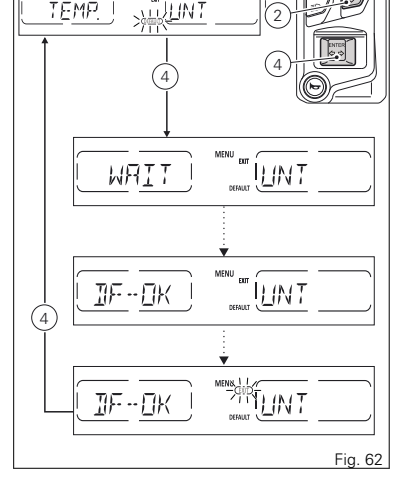 TEMP. UNT
2
ENTER
4
4
MENU
EXIT
WAIT UNT
DEFAULT
MENU
EXIT
DF--OK UNT
DEFAULT
4
MENU
DF--OK UNT
DEFAULT
Fig. 62